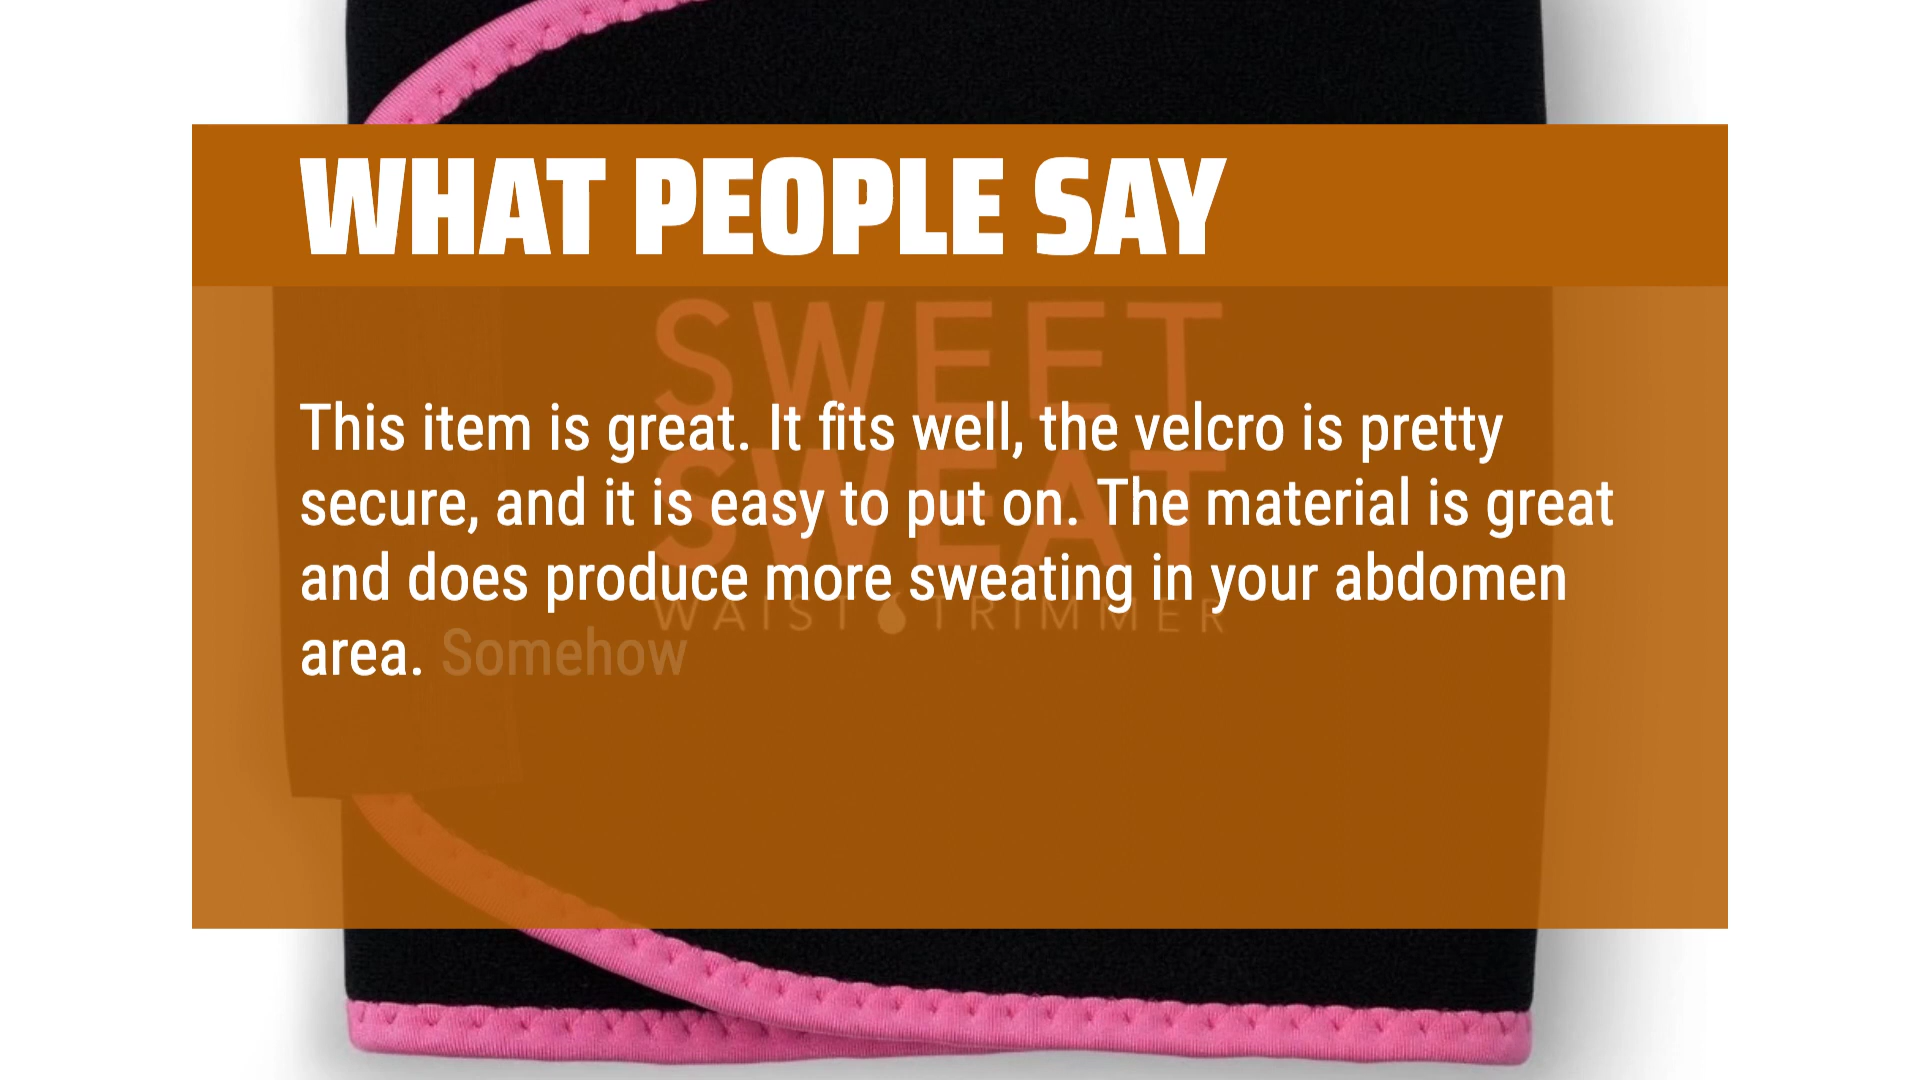 WHAT PEOPLE SAY
SWEET
This item is great. It fits well, the velcro is pretty
SWEAT
secure, and it is easy to put on. The material is great
and does produce more sweating in your abdomen
WAIST TRIMMER
area. Somehow